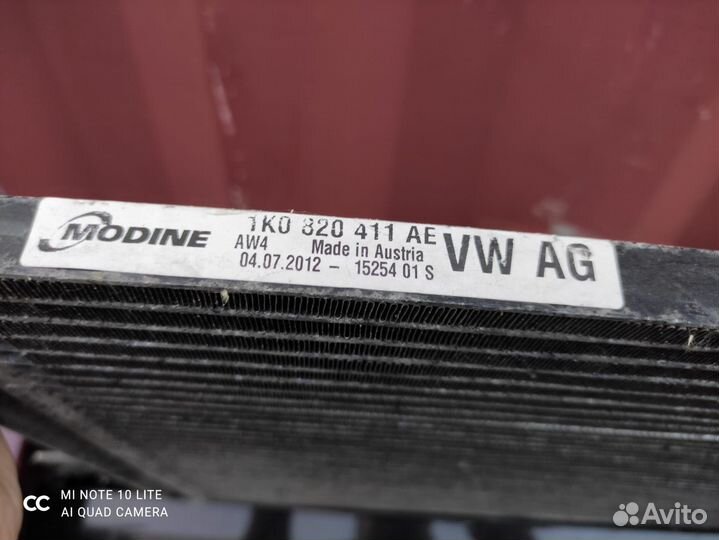 MODINE
1K0 820 411 AE
AW4 Made in Austria
04.07.2012 - 15254 01 S
VW AG
CC MI NOTE 10 LITE
AI QUAD CAMERA
Avito